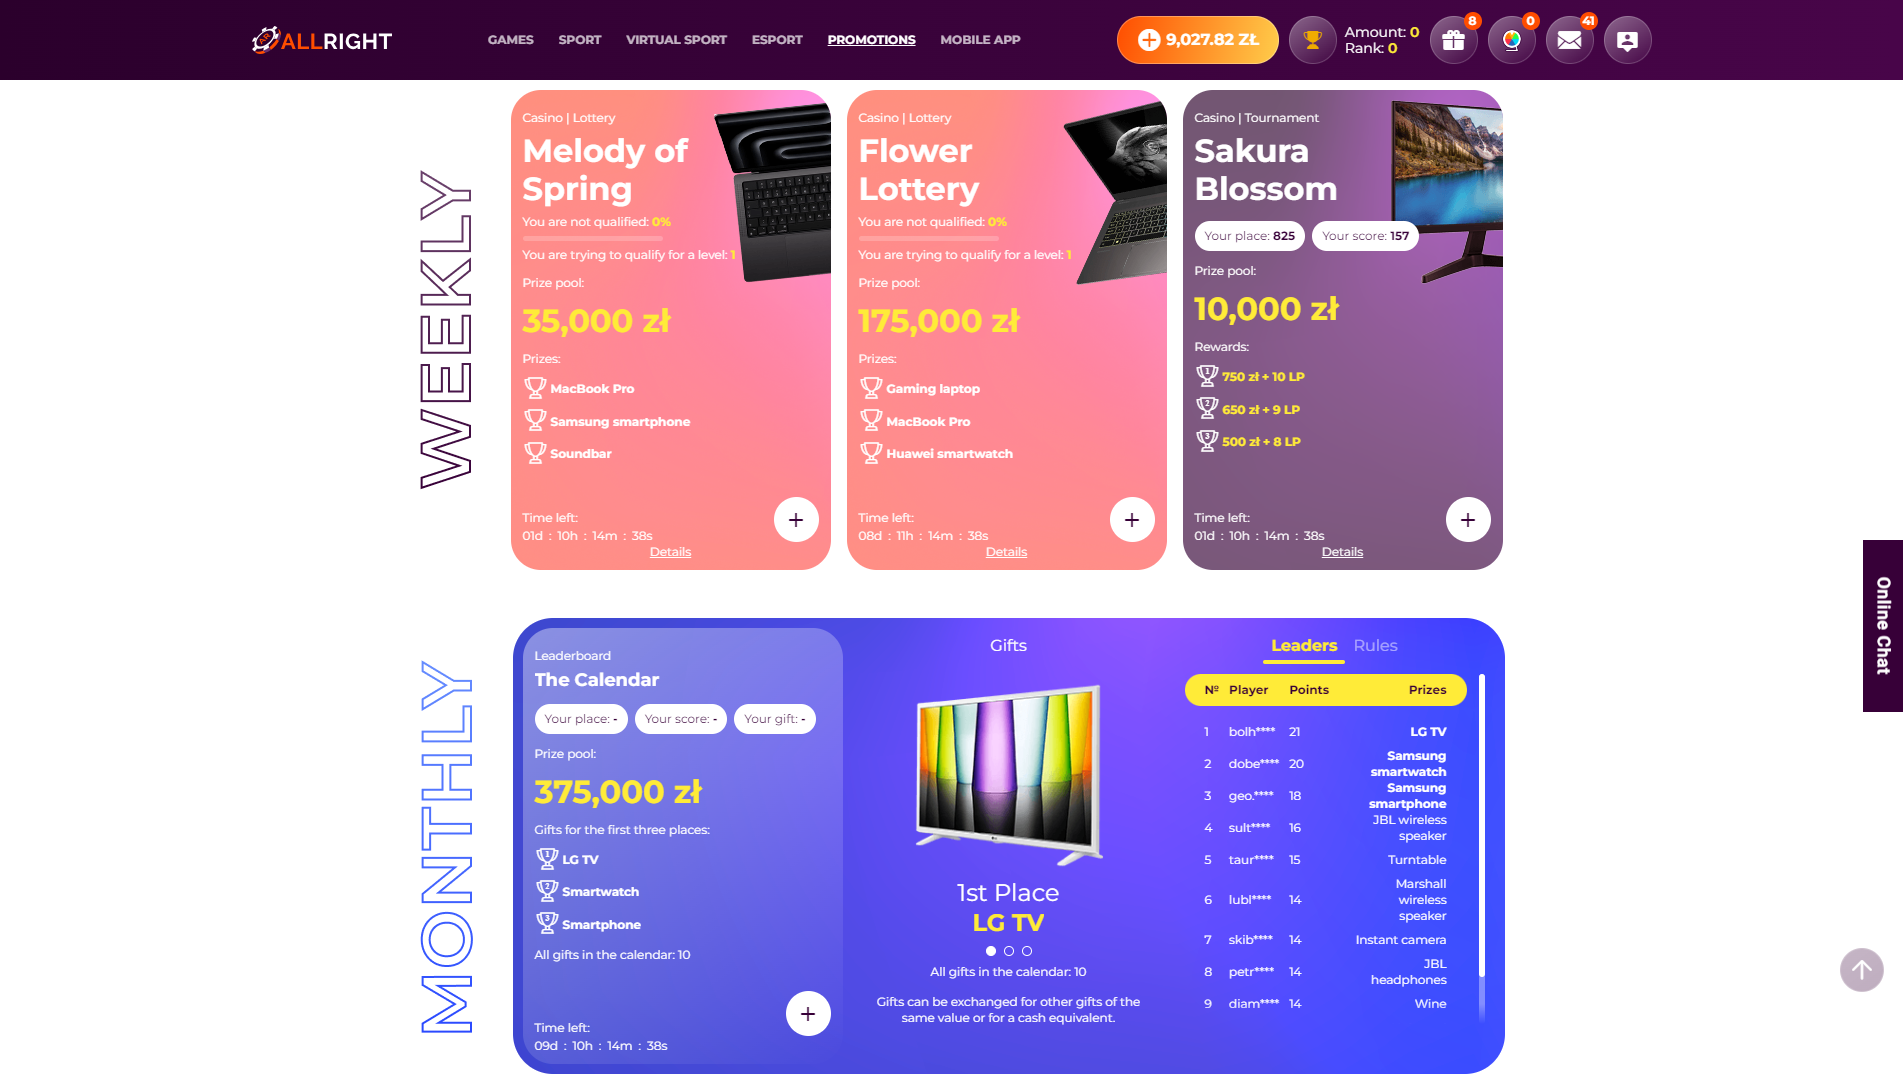 ALLRIGHT
GAMES
SPORT
VIRTUAL SPORT
ESPORT
PROMOTIONS
MOBILE APP
9,027.82 ZŁ
Amount: 0
Rank: 0
8
0
41
WEEKLY
Casino | Lottery
Melody of
Spring
You are not qualified: 0%
You are trying to qualify for a level: 1
Prize pool:
35,000 zł
Prizes:
MacBook Pro
Samsung smartphone
Soundbar
Time left:
01d : 10h : 14m : 38s
Details
Casino | Lottery
Flower
Lottery
You are not qualified: 0%
You are trying to qualify for a level: 1
Prize pool:
175,000 zł
Prizes:
Gaming laptop
MacBook Pro
Huawei smartwatch
Time left:
08d : 11h : 14m : 38s
Details
Casino | Tournament
Sakura
Blossom
Your place: 825
Your score: 157
Prize pool:
10,000 zł
Rewards:
1 750 zł + 10 LP
2 650 zł + 9 LP
3 500 zł + 8 LP
Time left:
01d : 10h : 14m : 38s
Details
Online Chat
MONTHLY
Leaderboard
The Calendar
Your place: -
Your score: -
Your gift: -
Prize pool:
375,000 zł
Gifts for the first three places:
1 LG TV
2 Smartwatch
3 Smartphone
All gifts in the calendar: 10
Time left:
09d : 10h : 14m : 38s
Gifts
1st Place
LG TV
All gifts in the calendar: 10
Gifts can be exchanged for other gifts of the
same value or for a cash equivalent.
Leaders
Rules
Nº Player Points Prizes
1 bolh**** 21 LG TV
2 dobe**** 20 Samsung
smartwatch
3 geo.**** 18 Samsung
smartphone
4 sult**** 16 JBL wireless
speaker
5 taur**** 15 Turntable
6 lubl**** 14 Marshall
wireless
speaker
7 skib**** 14 Instant camera
8 petr**** 14 JBL
headphones
9 diam**** 14 Wine